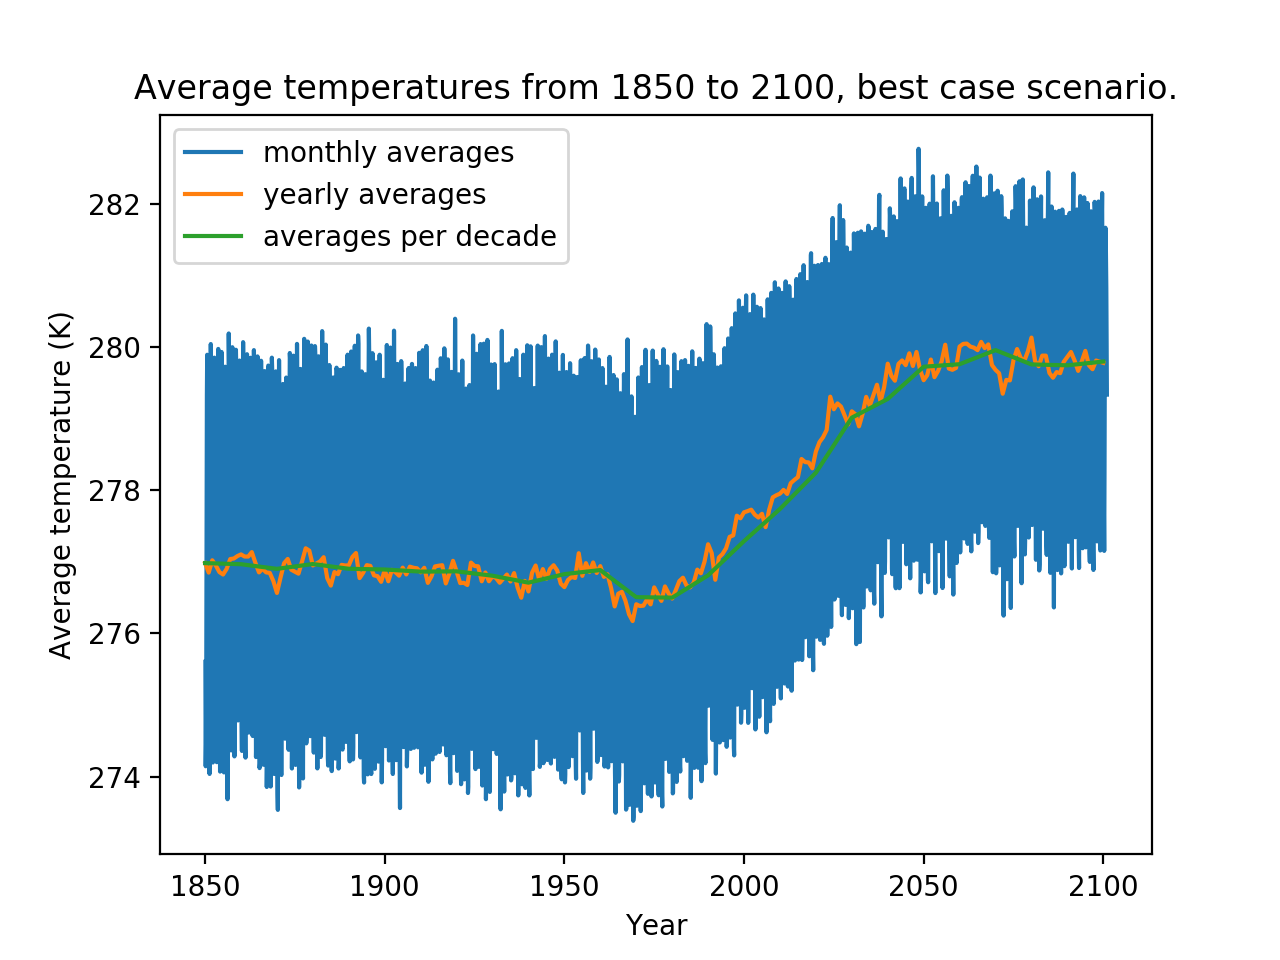 Average temperatures from 1850 to 2100, best case scenario.
monthly averages
yearly averages
averages per decade
Average temperature (K)
282
280
278
276
274
1850 1900 1950 2000 2050 2100
Year